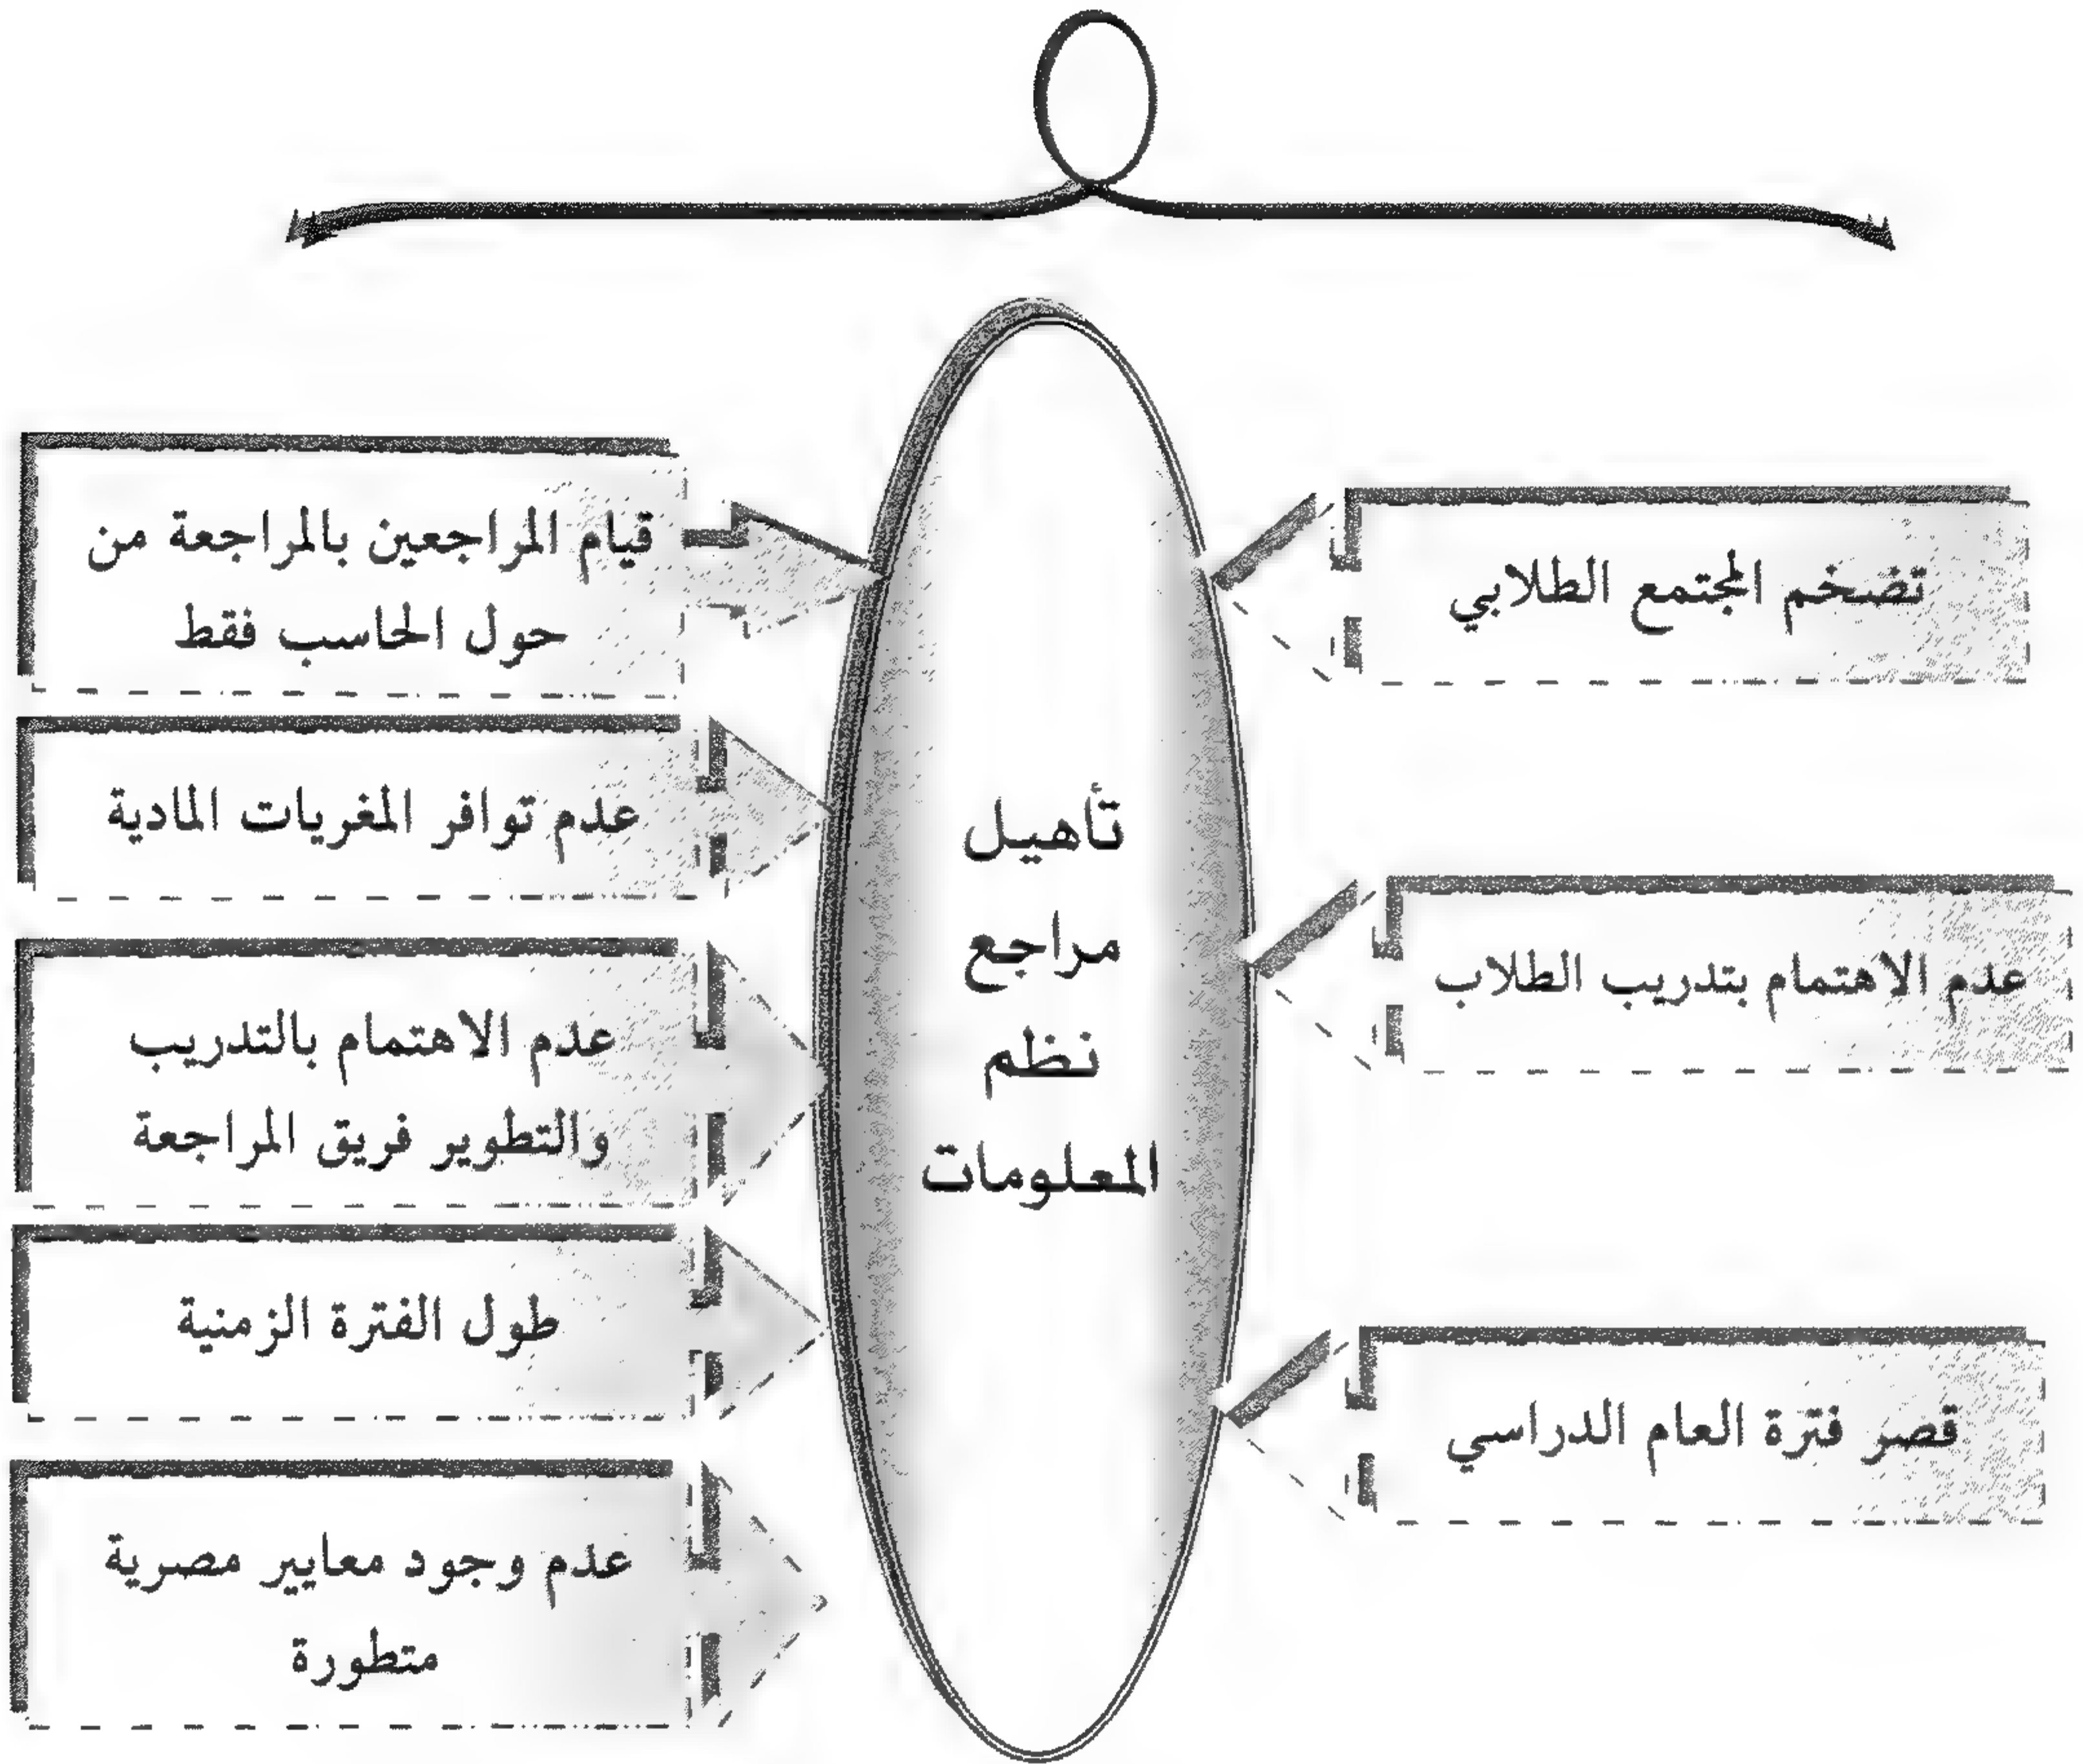 تضخم المجتمع الطلابي
عدم الاهتمام بتدريب الطلاب
قصر فترة العام الدراسي
تأهيل
مراجع
نظم
المعلومات
قيام المراجعين بالمراجعة من
حول الحاسب فقط
عدم توافر المغريات المادية
عدم الاهتمام بالتدريب
والتطوير فريق المراجعة
طول الفترة الزمنية
عدم وجود معايير مصرية
متطورة